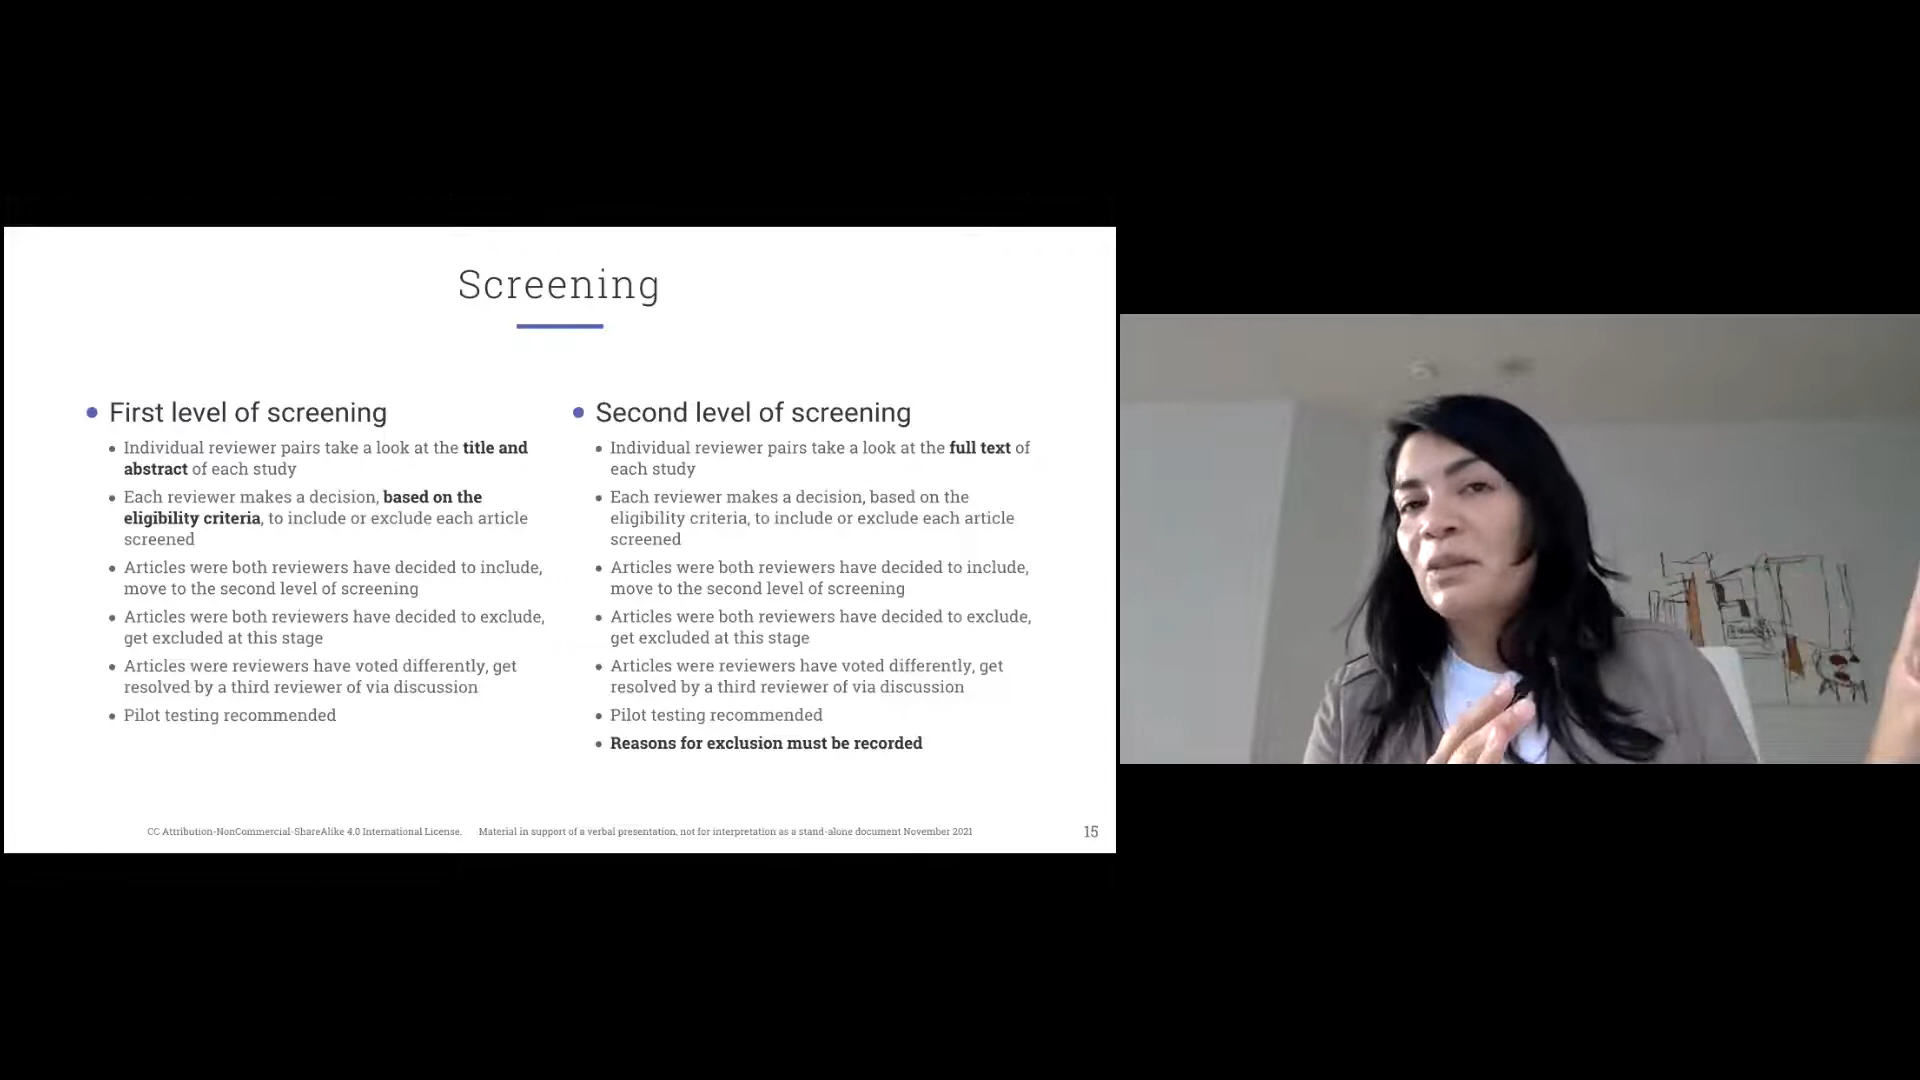 Screening
First level of screening
Individual reviewer pairs take a look at the title and
abstract of each study
Each reviewer makes a decision, based on the
eligibility criteria, to include or exclude each article
screened
Articles were both reviewers have decided to include,
move to the second level of screening
Articles were both reviewers have decided to exclude,
get excluded at this stage
Articles were reviewers have voted differently, get
resolved by a third reviewer of via discussion
Pilot testing recommended
Second level of screening
Individual reviewer pairs take a look at the full text of
each study
Each reviewer makes a decision, based on the
eligibility criteria, to include or exclude each article
screened
Articles were both reviewers have decided to include,
move to the second level of screening
Articles were both reviewers have decided to exclude,
get excluded at this stage
Articles were reviewers have voted differently, get
resolved by a third reviewer of via discussion
Pilot testing recommended
Reasons for exclusion must be recorded
CC Attribution-NonCommercial-ShareAlike 4.0 International License. Material in support of a verbal presentation, not for interpretation as a stand-alone document November 2021
15